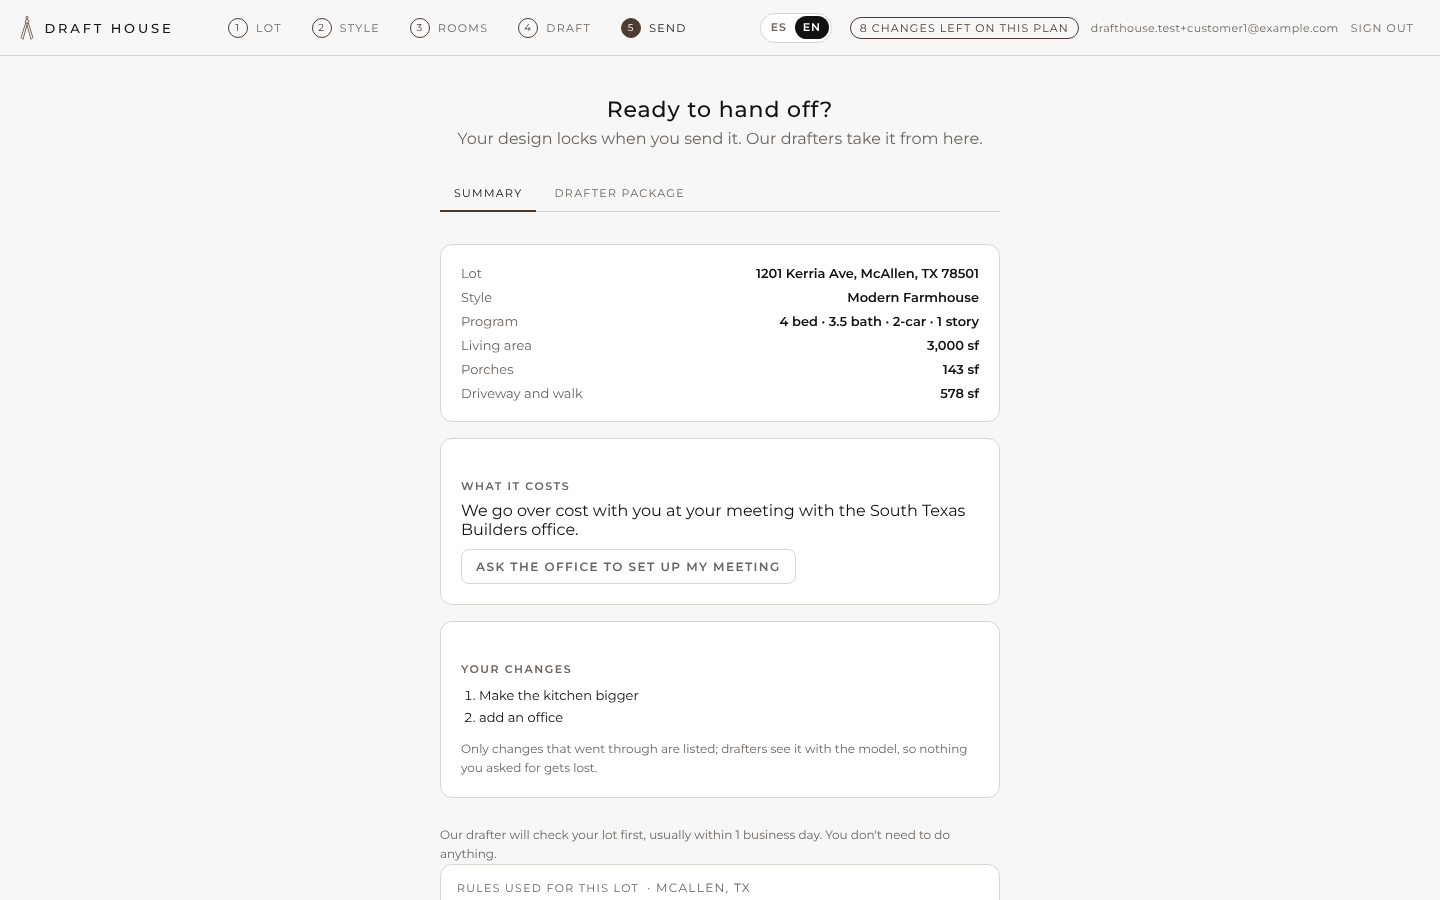 DRAFT HOUSE
1 LOT
2 STYLE
3 ROOMS
4 DRAFT
5 SEND
ES EN
8 CHANGES LEFT ON THIS PLAN
drafthouse.test+customer1@example.com
SIGN OUT
Ready to hand off?
Your design locks when you send it. Our drafters take it from here.
SUMMARY
DRAFTER PACKAGE
Lot 1201 Kerria Ave, McAllen, TX 78501
Style Modern Farmhouse
Program 4 bed · 3.5 bath · 2-car · 1 story
Living area 3,000 sf
Porches 143 sf
Driveway and walk 578 sf
WHAT IT COSTS
We go over cost with you at your meeting with the South Texas
Builders office.
ASK THE OFFICE TO SET UP MY MEETING
YOUR CHANGES
1. Make the kitchen bigger
2. add an office
Only changes that went through are listed; drafters see it with the model, so nothing
you asked for gets lost.
Our drafter will check your lot first, usually within 1 business day. You don't need to do
anything.
RULES USED FOR THIS LOT · MCALLEN, TX